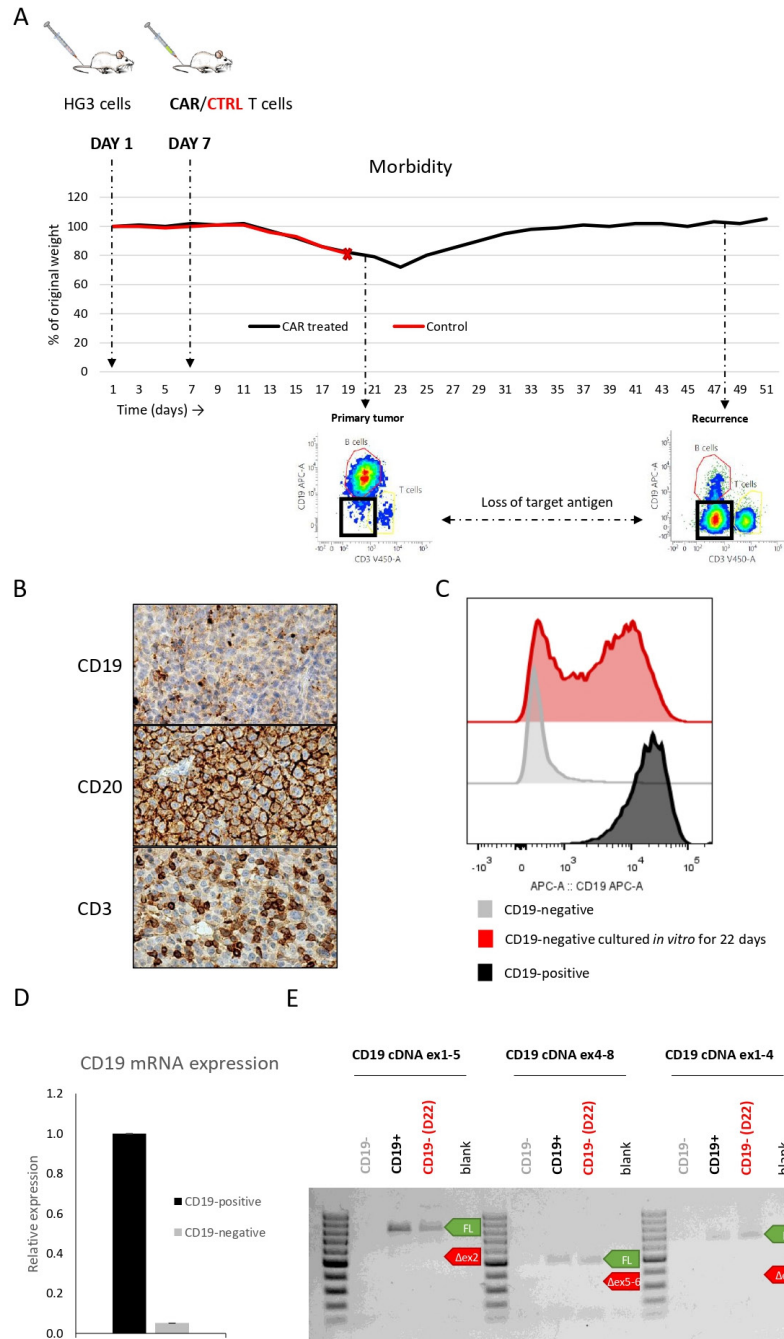 A
HG3 cells
CAR/CTRL T cells
DAY 1
DAY 7
Morbidity
% of original weight
120
100
80
60
40
20
0
CAR treated
Control
1 3 5 7 9 11 13 15 17 19 21 23 25 27 29 31 33 35 37 39 41 43 45 47 49 51
Time (days) →
Primary tumor
Recurrence
B cells
T cells
CD19 APC-A
CD3 V450-A
Loss of target antigen
B cells
T cells
CD19 APC-A
CD3 V450-A
B
CD19
CD20
CD3
C
-10³ 0 10³ 10⁴ 10⁵
APC-A :: CD19 APC-A
CD19-negative
CD19-negative cultured in vitro for 22 days
CD19-positive
D
CD19 mRNA expression
Relative expression
1.2
1.0
0.8
0.6
0.4
0.2
0.0
CD19-positive
CD19-negative
E
CD19 cDNA ex1-5
CD19 cDNA ex4-8
CD19 cDNA ex1-4
CD19-
CD19+
CD19- (D22)
blank
CD19-
CD19+
CD19- (D22)
blank
CD19-
CD19+
CD19- (D22)
FL
Δex2
FL
Δex5-6